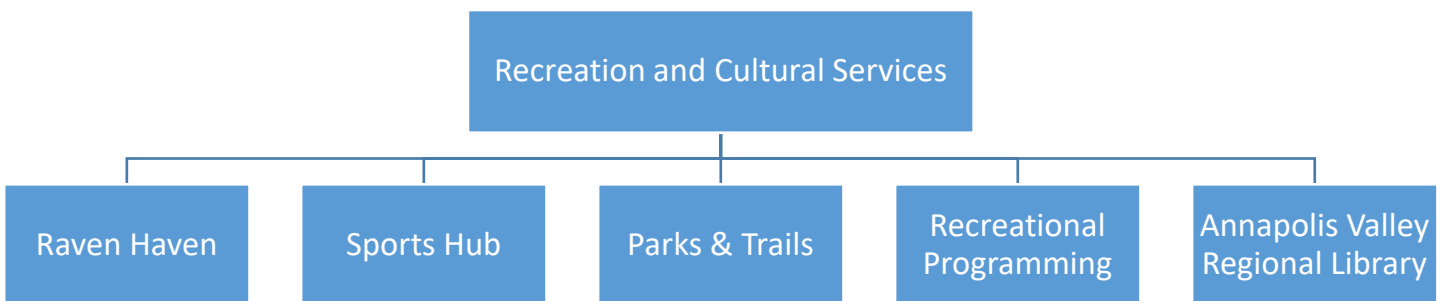 Recreation and Cultural Services
Raven Haven
Sports Hub
Parks & Trails
Recreational
Programming
Annapolis Valley
Regional Library